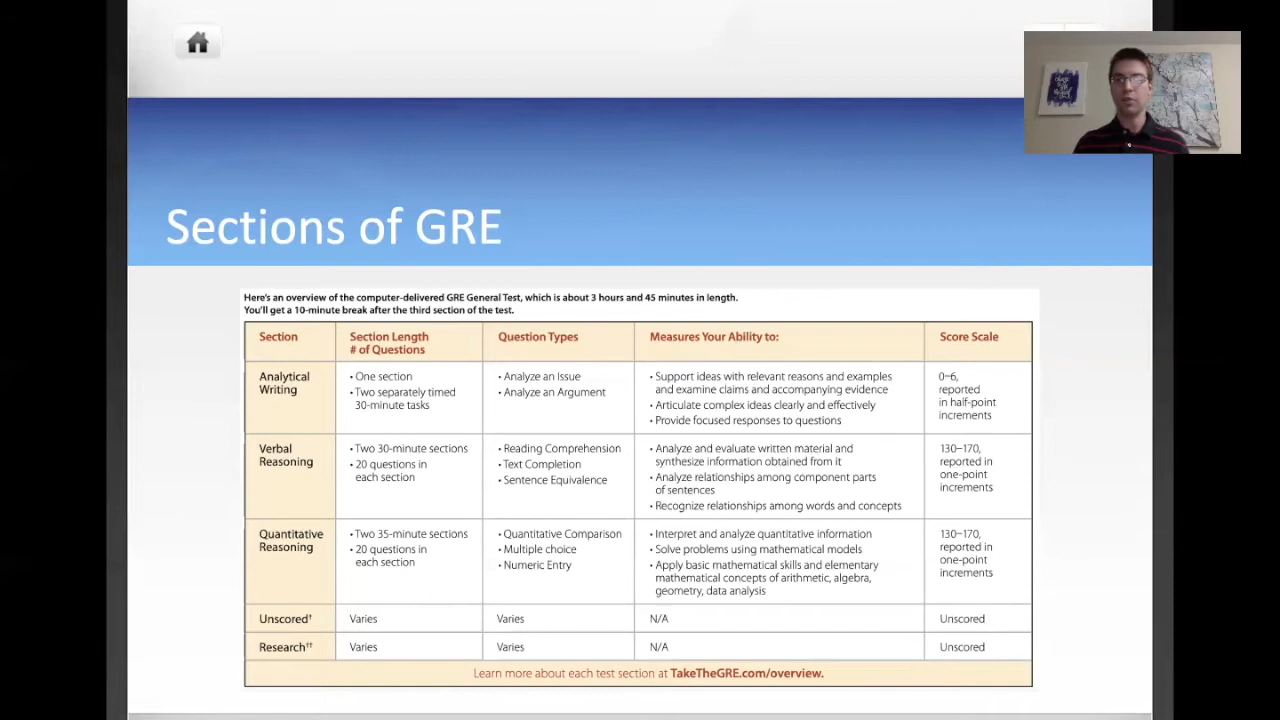 Sections of GRE
Here's an overview of the computer-delivered GRE General Test, which is about 3 hours and 45 minutes in length.
You'll get a 10-minute break after the third section of the test.
Section
Section Length
# of Questions
Question Types
Measures Your Ability to:
Score Scale
Analytical
Writing
• One section
• Two separately timed
30-minute tasks
• Analyze an Issue
• Analyze an Argument
• Support ideas with relevant reasons and examples
and examine claims and accompanying evidence
• Articulate complex ideas clearly and effectively
• Provide focused responses to questions
0–6,
reported
in half-point
increments
Verbal
Reasoning
• Two 30-minute sections
• 20 questions in
each section
• Reading Comprehension
• Text Completion
• Sentence Equivalence
• Analyze and evaluate written material and
synthesize information obtained from it
• Analyze relationships among component parts
of sentences
• Recognize relationships among words and concepts
130–170,
reported in
one-point
increments
Quantitative
Reasoning
• Two 35-minute sections
• 20 questions in
each section
• Quantitative Comparison
• Multiple choice
• Numeric Entry
• Interpret and analyze quantitative information
• Solve problems using mathematical models
• Apply basic mathematical skills and elementary
mathematical concepts of arithmetic, algebra,
geometry, data analysis
130–170,
reported in
one-point
increments
Unscored†
Varies
Varies
N/A
Unscored
Research††
Varies
Varies
N/A
Unscored
Learn more about each test section at TakeTheGRE.com/overview.